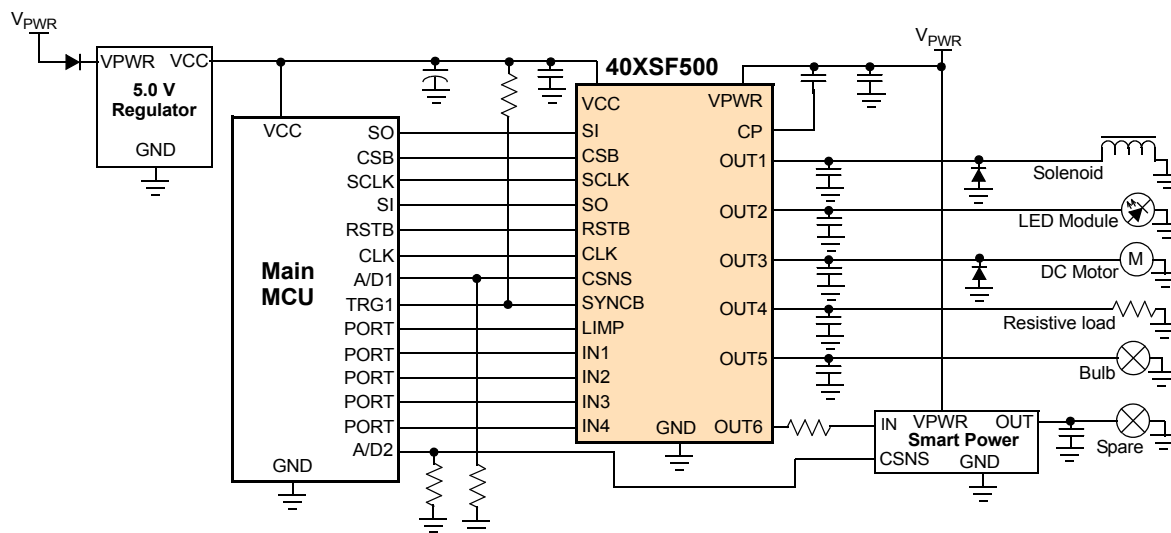 VPWR
VPWR VCC
5.0 V
Regulator
GND
VCC
SO
CSB
SCLK
SI
RSTB
CLK
A/D1
TRG1
PORT
PORT
PORT
PORT
PORT
A/D2
Main
MCU
GND
40XSF500
VCC
SI
CSB
SCLK
SO
RSTB
CLK
CSNS
SYNCB
LIMP
IN1
IN2
IN3
IN4
GND
VPWR
CP
OUT1
OUT2
OUT3
OUT4
OUT5
OUT6
VPWR
Solenoid
LED Module
M
DC Motor
Resistive load
Bulb
IN VPWR OUT
Smart Power
CSNS GND
Spare